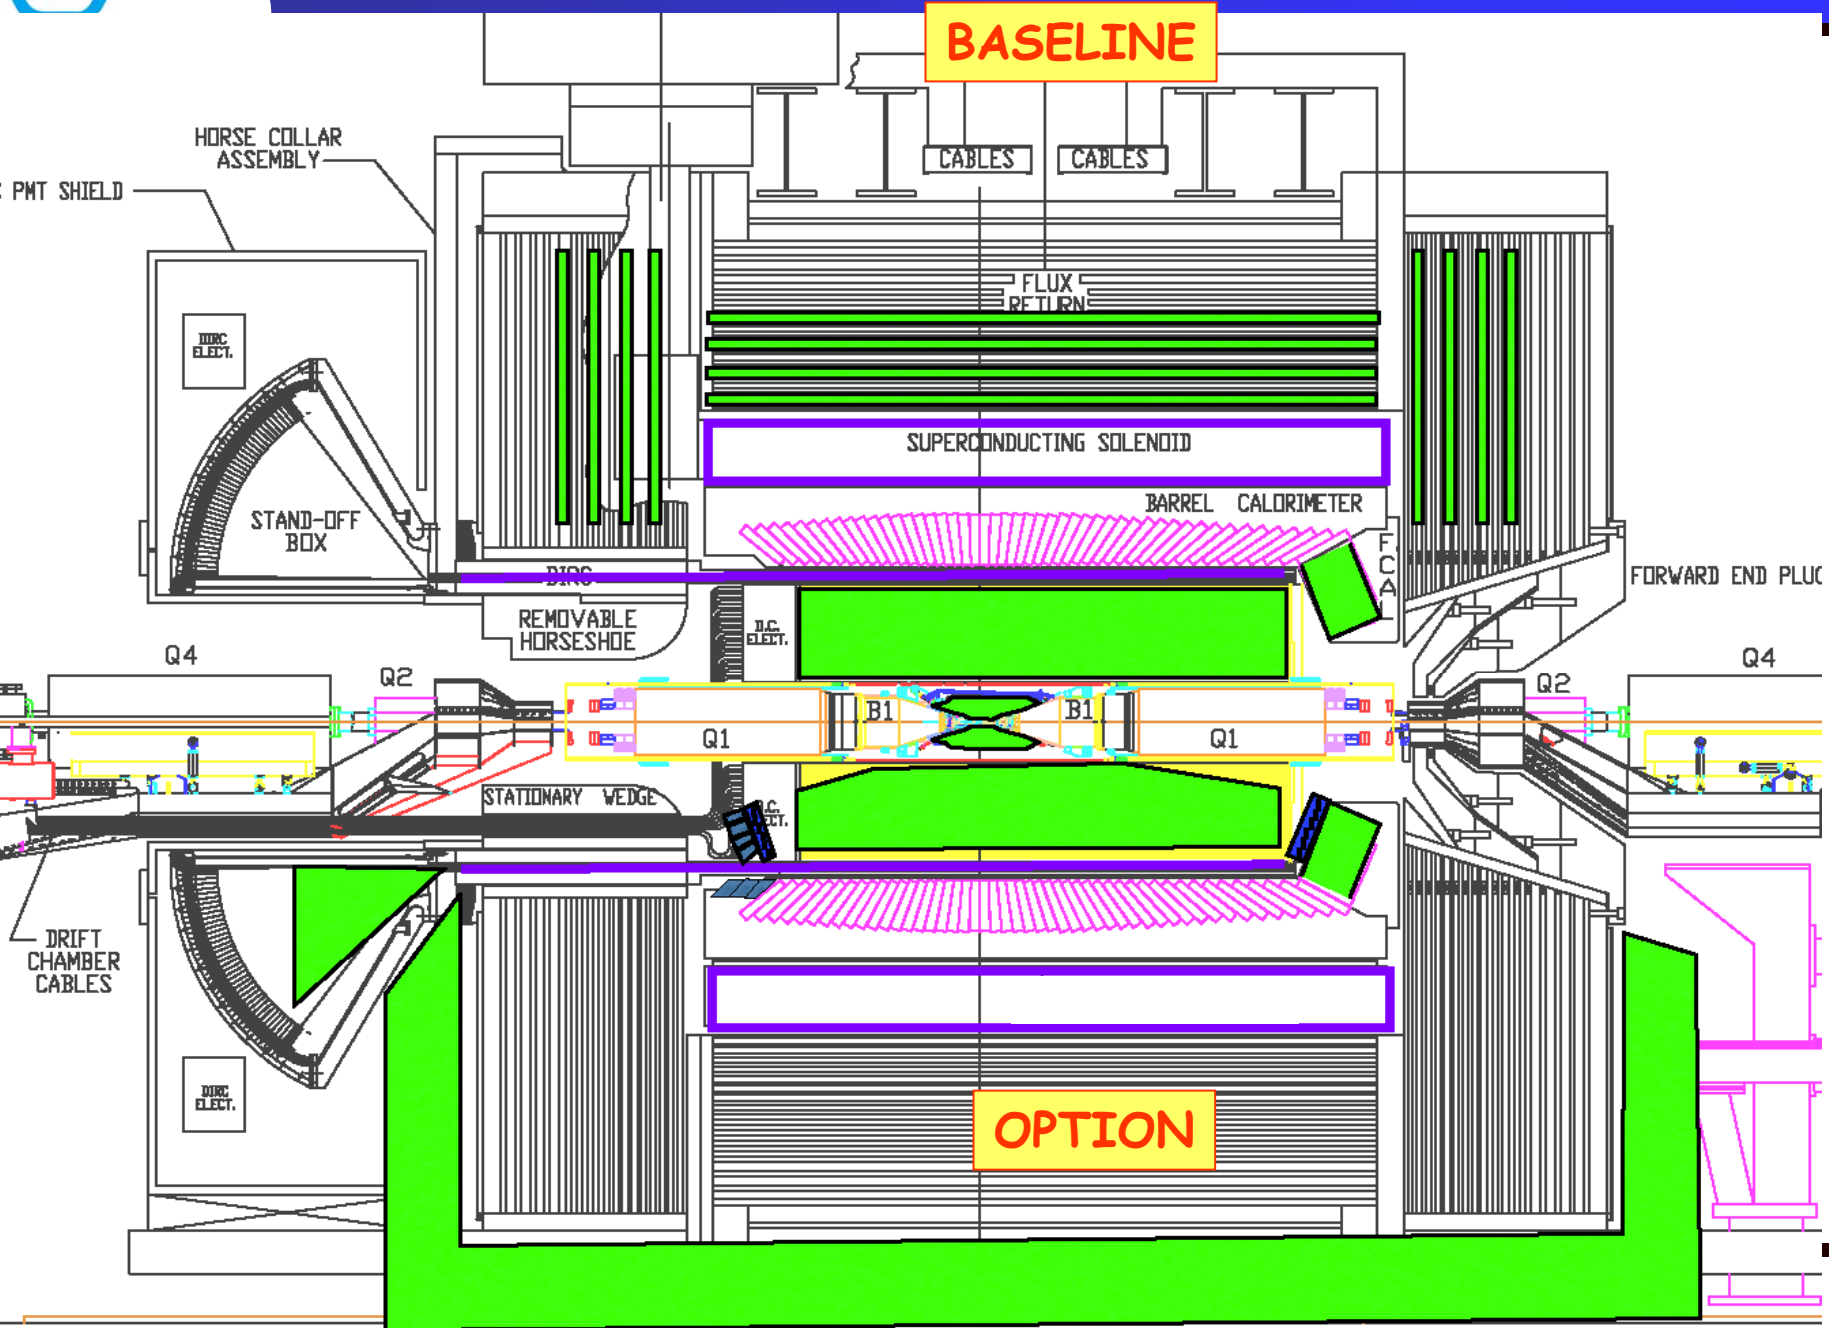 BASELINE
HORSE COLLAR
ASSEMBLY
PMT SHIELD
CABLES
CABLES
FLUX
RETURN
DIRC
ELECT.
SUPERCONDUCTING SOLENOID
BARREL CALORIMETER
STAND-OFF
BOX
FCAL
DIRC
FORWARD END PLUG
REMOVABLE
HORSESHOE
D.C.
ELECT.
Q4
Q2
Q2
Q4
B1
B1
Q1
Q1
STATIONARY WEDGE
DRIFT
CHAMBER
CABLES
DIRC
ELECT.
OPTION